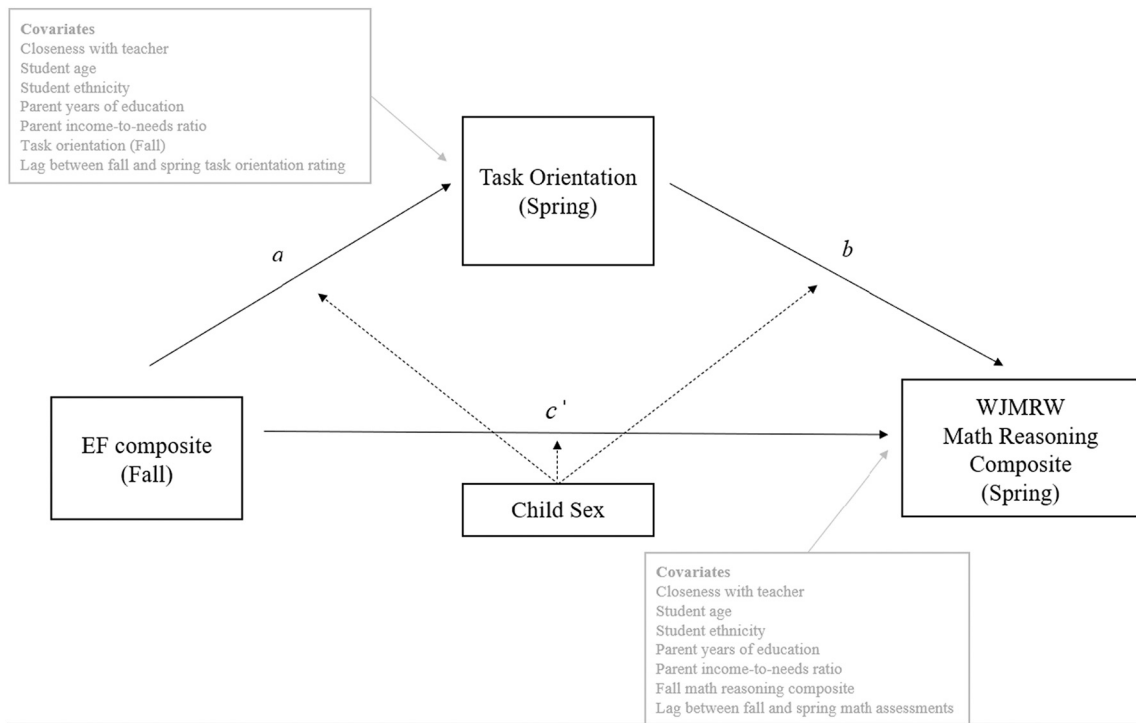 Covariates
Closeness with teacher
Student age
Student ethnicity
Parent years of education
Parent income-to-needs ratio
Task orientation (Fall)
Lag between fall and spring task orientation rating
Task Orientation
(Spring)
a
b
EF composite
(Fall)
c'
WJMRW
Math Reasoning
Composite
(Spring)
Child Sex
Covariates
Closeness with teacher
Student age
Student ethnicity
Parent years of education
Parent income-to-needs ratio
Fall math reasoning composite
Lag between fall and spring math assessments